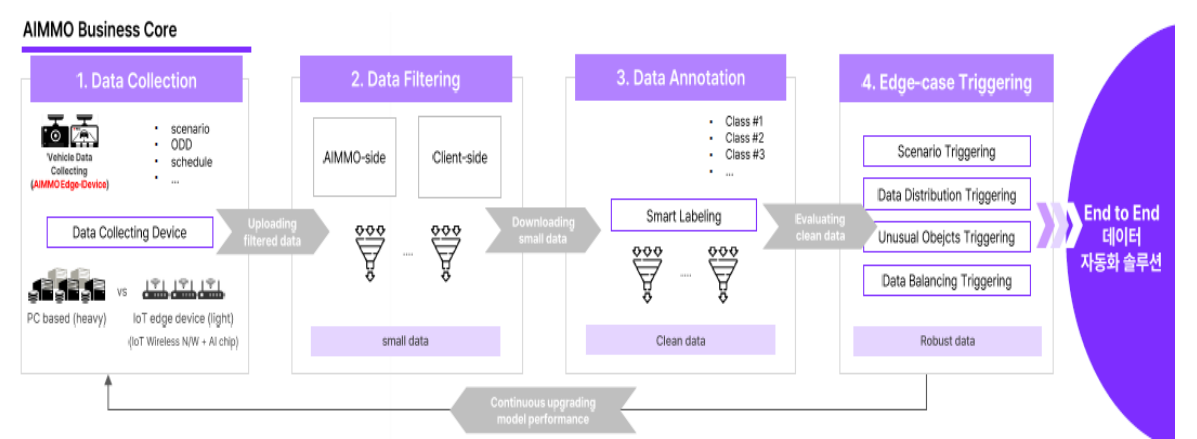 AIMMO Business Core
1. Data Collection
Vehicle Data
Collecting
(AIMMO Edge-Device)
• scenario
• ODD
• schedule
• ...
Data Collecting Device
PC based (heavy)
vs
IoT edge device (light)
(IoT Wireless N/W + AI chip)
Uploading
filtered data
2. Data Filtering
AIMMO-side
Client-side
....
small data
Downloading
small data
3. Data Annotation
• Class #1
• Class #2
• Class #3
• ...
Smart Labeling
....
Clean data
Evaluating
clean data
4. Edge-case Triggering
Scenario Triggering
Data Distribution Triggering
Unusual Obejcts Triggering
Data Balancing Triggering
Robust data
End to End
데이터
자동화 솔루션
Continuous upgrading
model performance